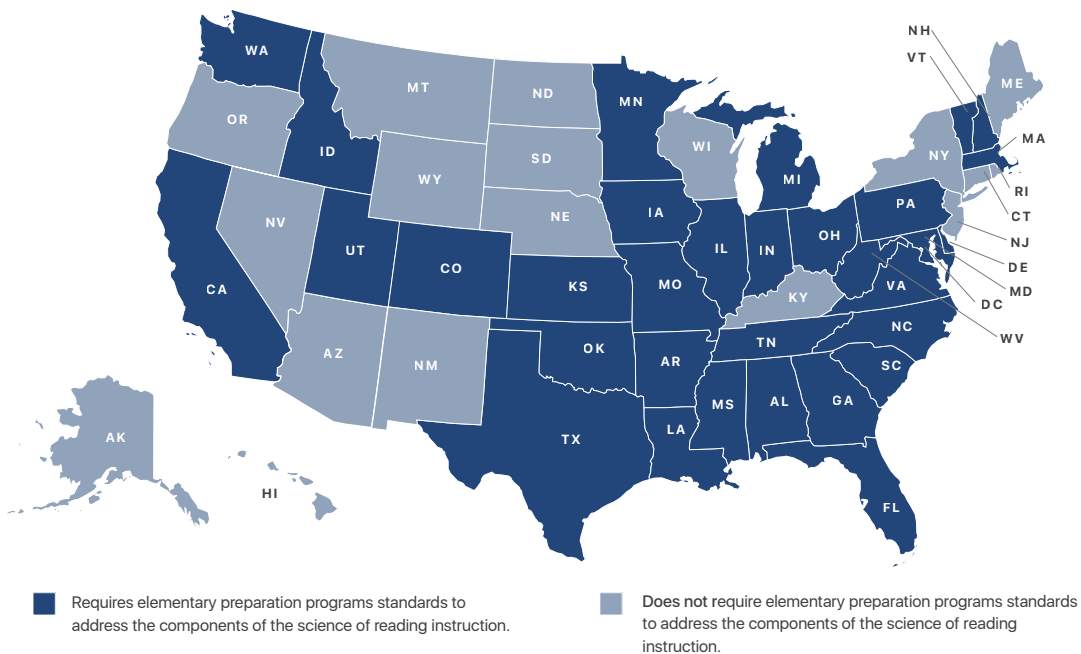 NH
WA
VT
MT
ME
ND
MN
OR
MA
WI
NY
ID
SD
WY
MI
RI
PA
IA
NE
CT
NV
OH
NJ
UT
IL
IN
CO
DE
MO
KS
VA
CA
MD
KY
DC
NC
WV
TN
OK
AZ
AR
NM
SC
GA
AL
MS
LA
AK
TX
HI
FL
Requires elementary preparation programs standards to
address the components of the science of reading instruction.
Does not require elementary preparation programs standards
to address the components of the science of reading
instruction.